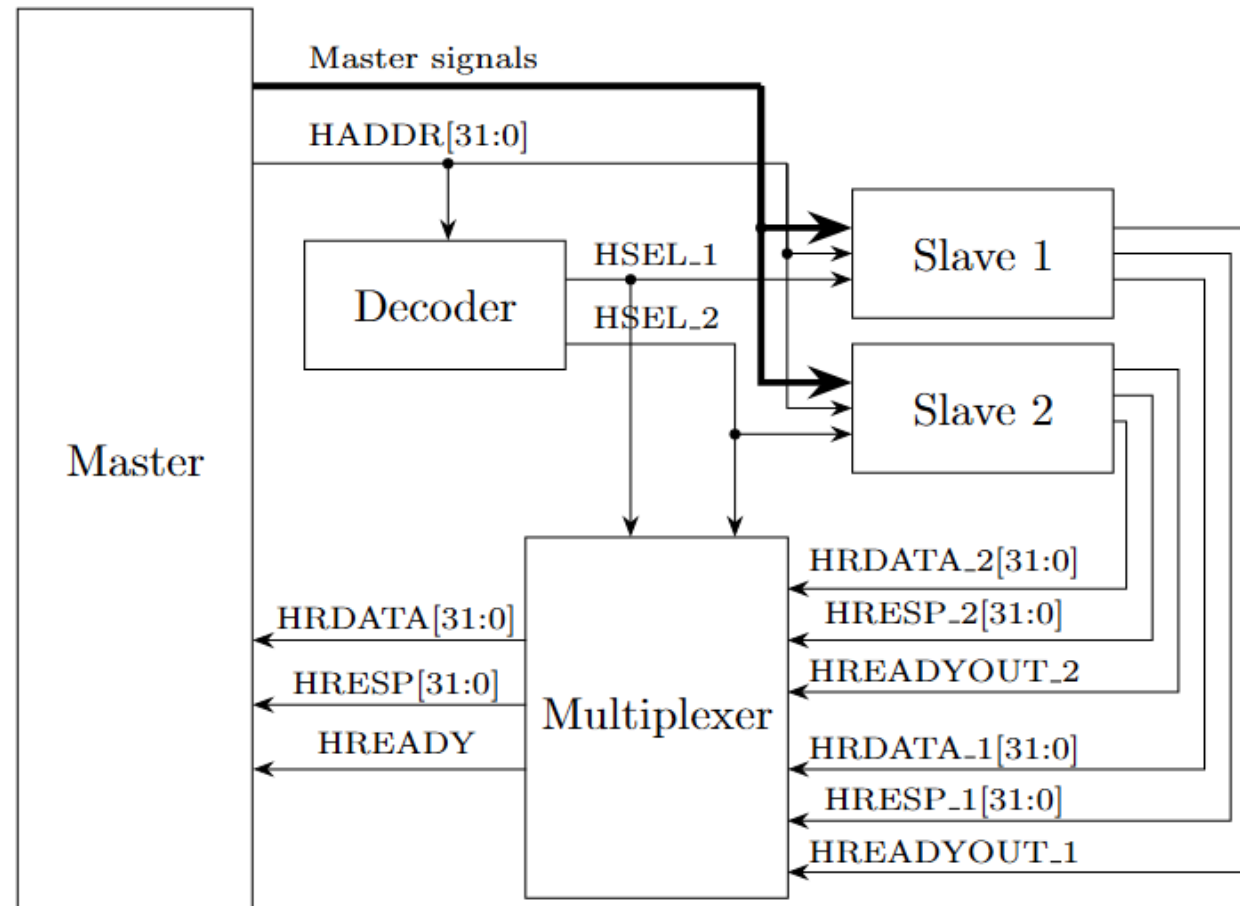 Master signals
HADDR[31:0]
HSEL_1
Slave 1
Decoder
HSEL_2
Slave 2
Master
HRDATA_2[31:0]
HRDATA[31:0]
HRESP_2[31:0]
HRESP[31:0]
HREADYOUT_2
Multiplexer
HREADY
HRDATA_1[31:0]
HRESP_1[31:0]
HREADYOUT_1